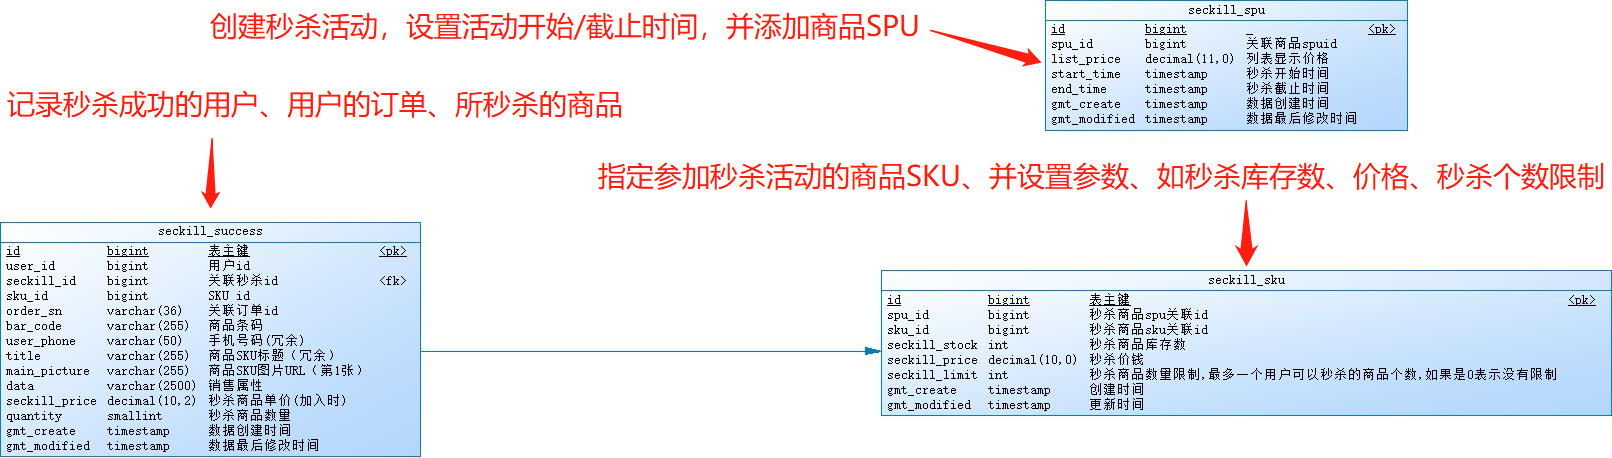 创建秒杀活动，设置活动开始/截止时间，并添加商品SPU
seckill_spu
id bigint _ <pk>
spu_id bigint 关联商品spuid
list_price decimal(11,0) 列表显示价格
start_time timestamp 秒杀开始时间
end_time timestamp 秒杀截止时间
gmt_create timestamp 数据创建时间
gmt_modified timestamp 数据最后修改时间
记录秒杀成功的用户、用户的订单、所秒杀的商品
指定参加秒杀活动的商品SKU、并设置参数、如秒杀库存数、价格、秒杀个数限制
seckill_success
id bigint 表主键 <pk>
user_id bigint 用户id
seckill_id bigint 关联秒杀id <fk>
sku_id bigint SKU id
order_sn varchar(36) 关联订单id
bar_code varchar(255) 商品条码
user_phone varchar(50) 手机号码(冗余)
title varchar(255) 商品SKU标题（冗余）
main_picture varchar(255) 商品SKU图片URL（第1张）
data varchar(2500) 销售属性
seckill_price decimal(10,2) 秒杀商品单价(加入时)
quantity smallint 秒杀商品数量
gmt_create timestamp 数据创建时间
gmt_modified timestamp 数据最后修改时间
seckill_sku
id bigint 表主键 <pk>
spu_id bigint 秒杀商品spu关联id
sku_id bigint 秒杀商品sku关联id
seckill_stock int 秒杀商品库存数
seckill_price decimal(10,0) 秒杀价钱
seckill_limit int 秒杀商品数量限制,最多一个用户可以秒杀的商品个数,如果是0表示没有限制
gmt_create timestamp 创建时间
gmt_modified timestamp 更新时间